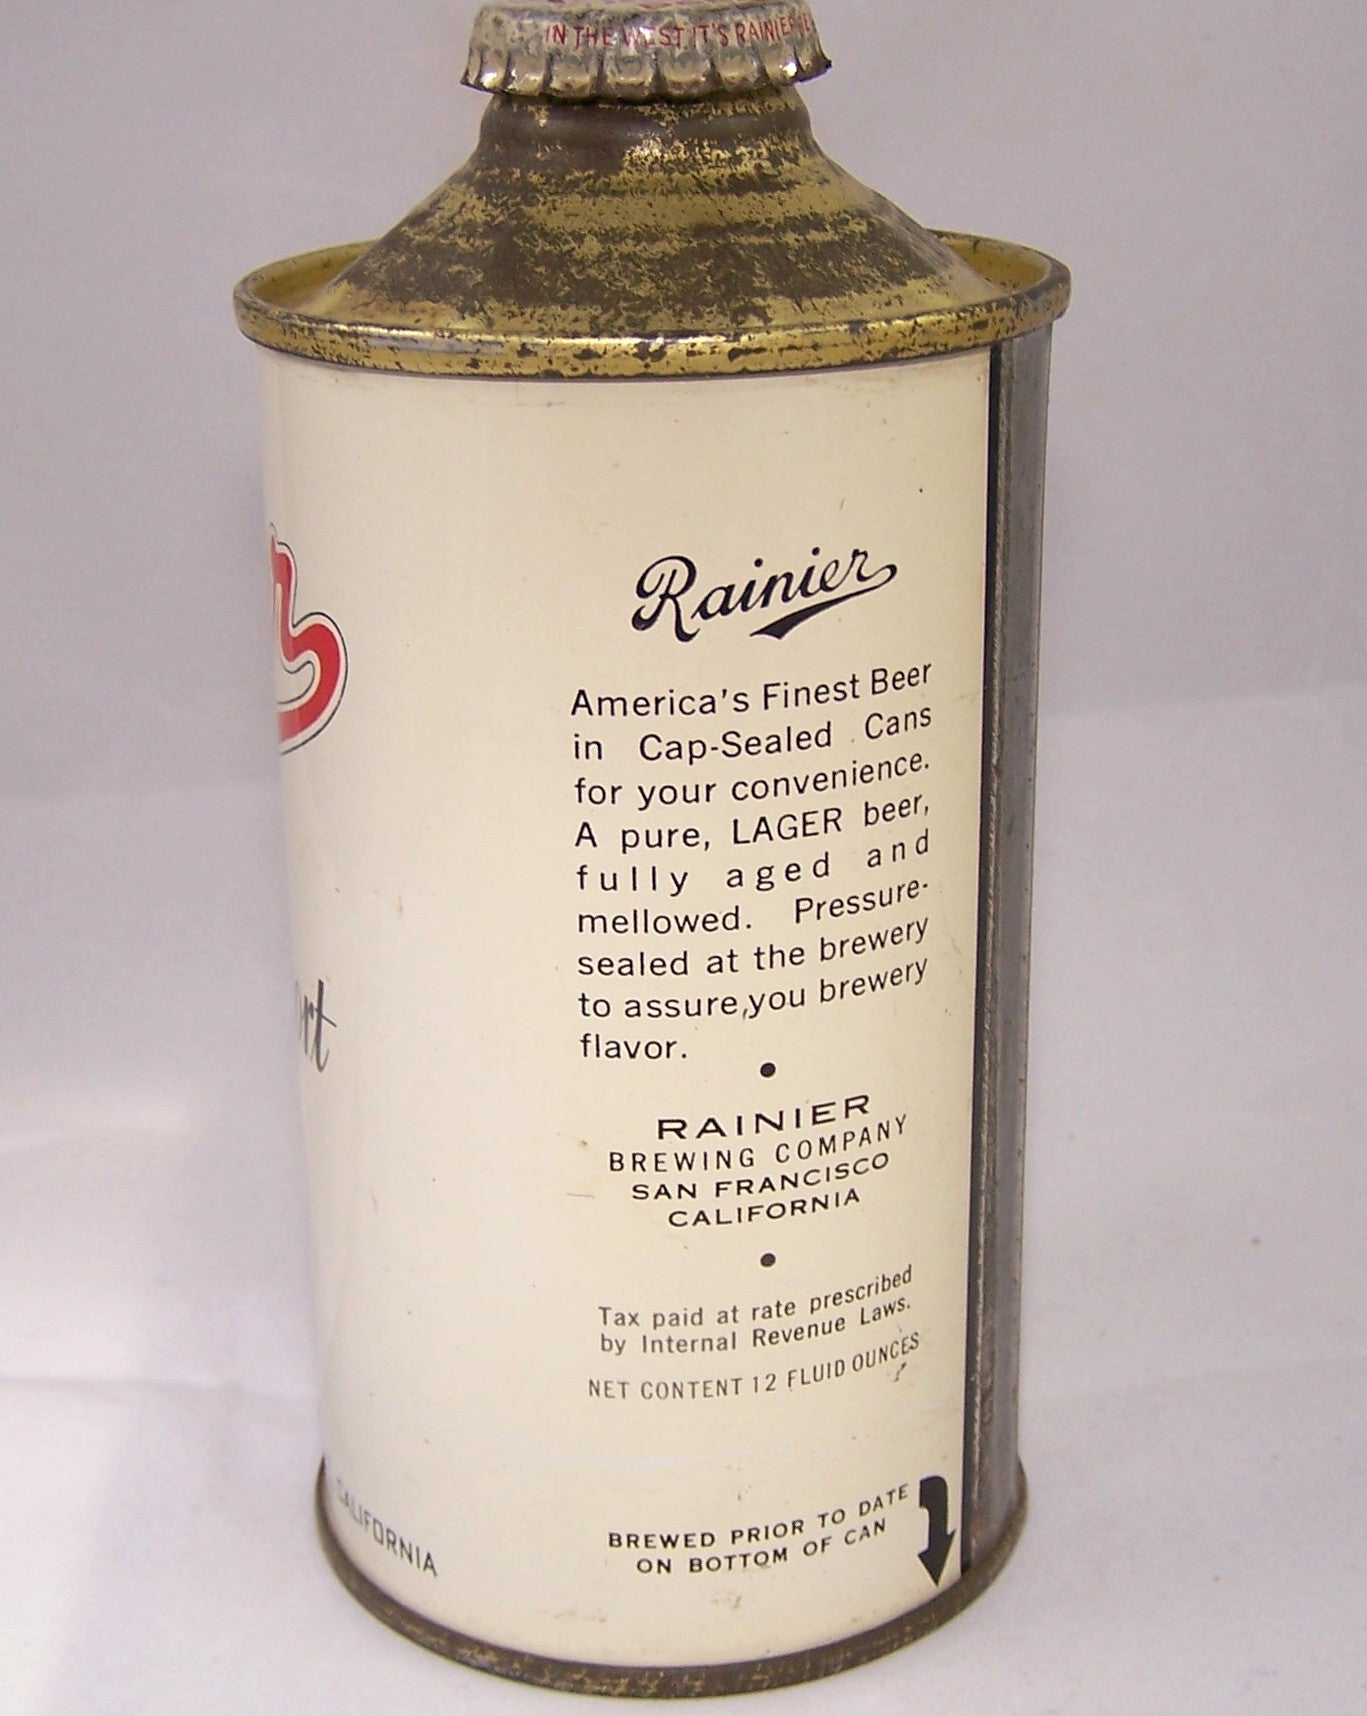 IN THE WEST IT'S RAINIER
Rainier
America's Finest Beer
in Cap-Sealed Cans
for your convenience.
A pure, LAGER beer,
fully aged and
mellowed. Pressure-
sealed at the brewery
to assure you brewery
flavor.
RAINIER
BREWING COMPANY
SAN FRANCISCO
CALIFORNIA
Tax paid at rate prescribed
by Internal Revenue Laws.
NET CONTENT 12 FLUID OUNCES
BREWED PRIOR TO DATE
ON BOTTOM OF CAN
rt
CALIFORNIA